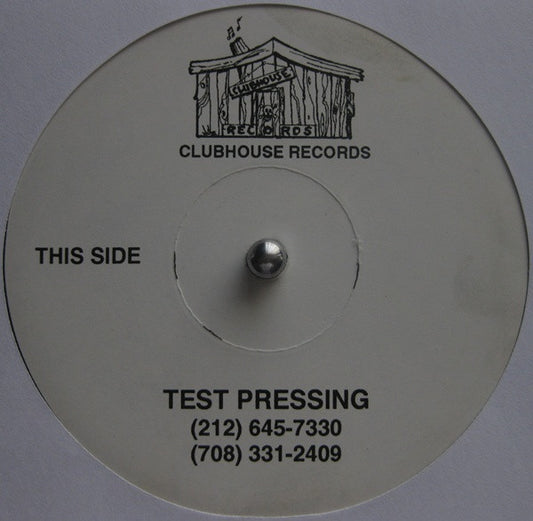 CLUBHOUSE
RECORDS
CLUBHOUSE RECORDS
THIS SIDE
TEST PRESSING
(212) 645-7330
(708) 331-2409